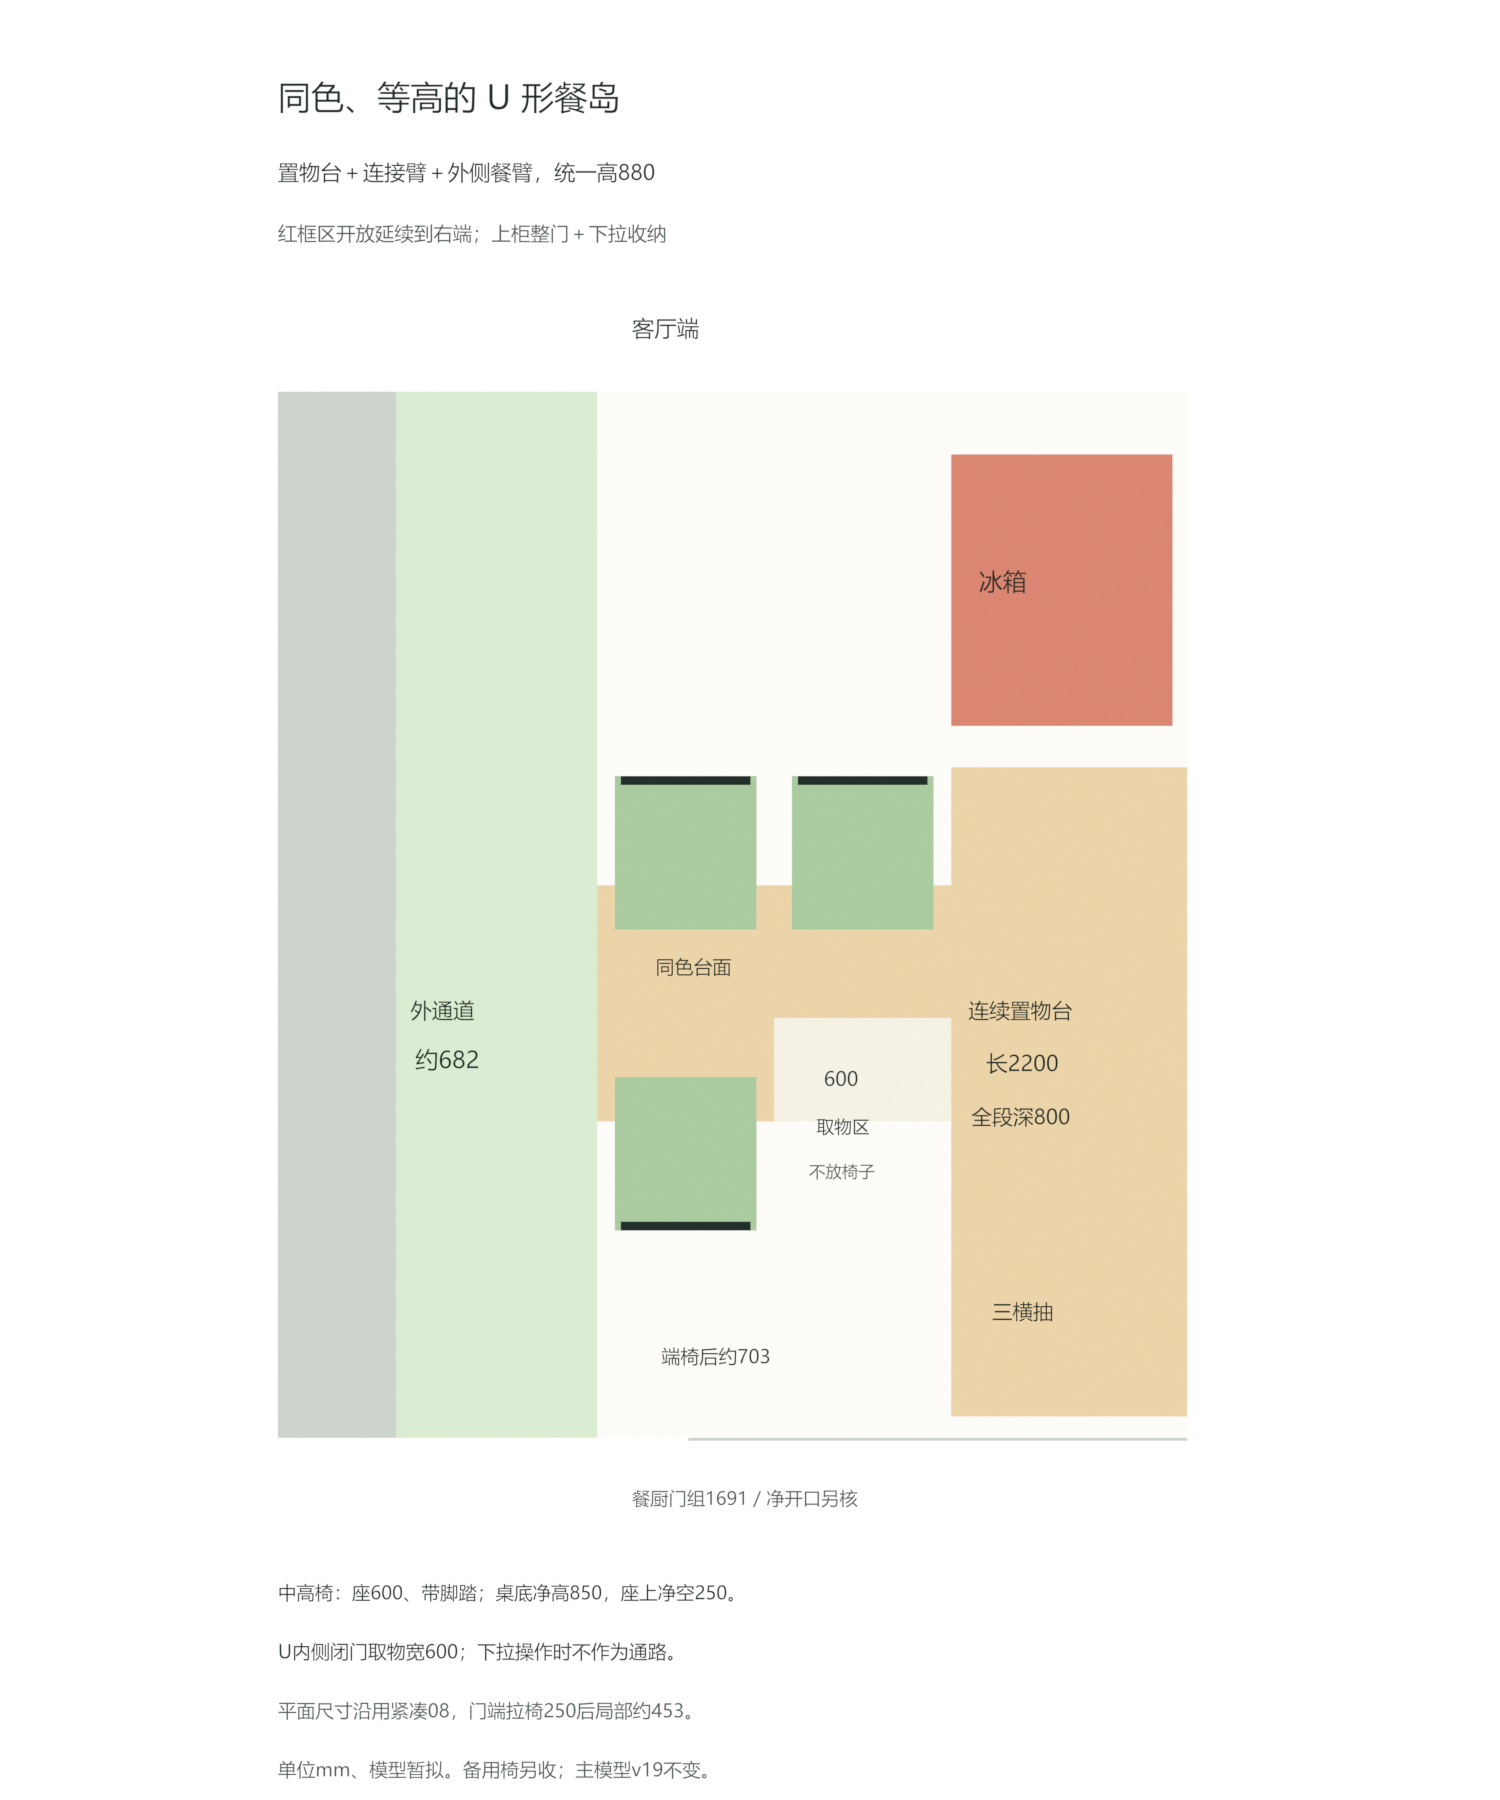 同色、等高的 U 形餐岛
置物台＋连接臂＋外侧餐臂，统一高880
红框区开放延续到右端；上柜整门＋下拉收纳
客厅端
冰箱
同色台面
外通道
约682
连续置物台
长2200
全段深800
600
取物区
不放椅子
三横抽
端椅后约703
餐厨门组1691 / 净开口另核
中高椅：座600、带脚踏；桌底净高850，座上净空250。
U内侧闭门取物宽600；下拉操作时不作为通路。
平面尺寸沿用紧凑08，门端拉椅250后局部约453。
单位mm、模型暂拟。备用椅另收；主模型v19不变。